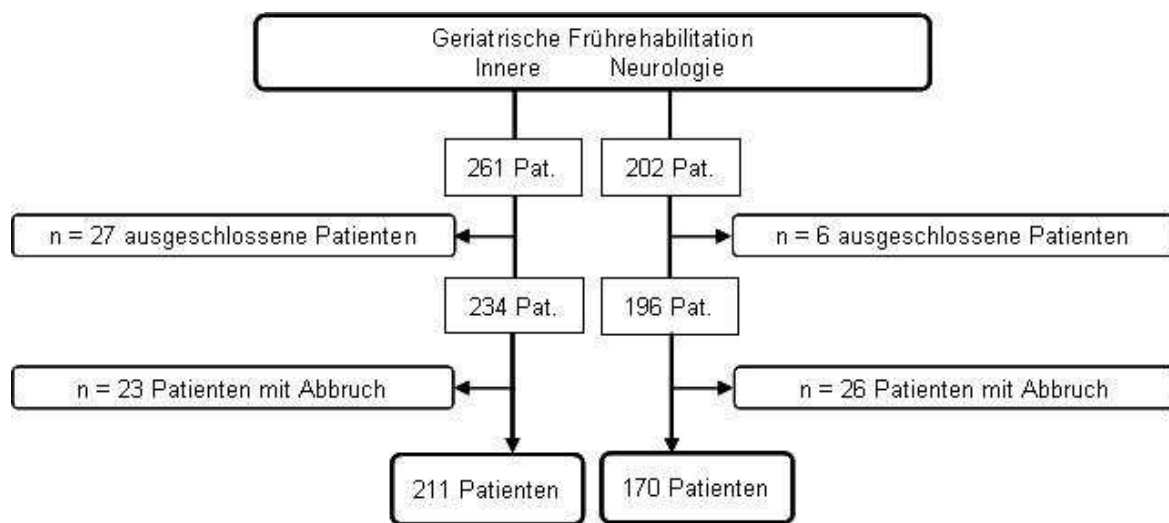 Geriatrische Frührehabilitation
Innere Neurologie
261 Pat. 202 Pat.
n = 27 ausgeschlossene Patienten n = 6 ausgeschlossene Patienten
234 Pat. 196 Pat.
n = 23 Patienten mit Abbruch n = 26 Patienten mit Abbruch
211 Patienten 170 Patienten